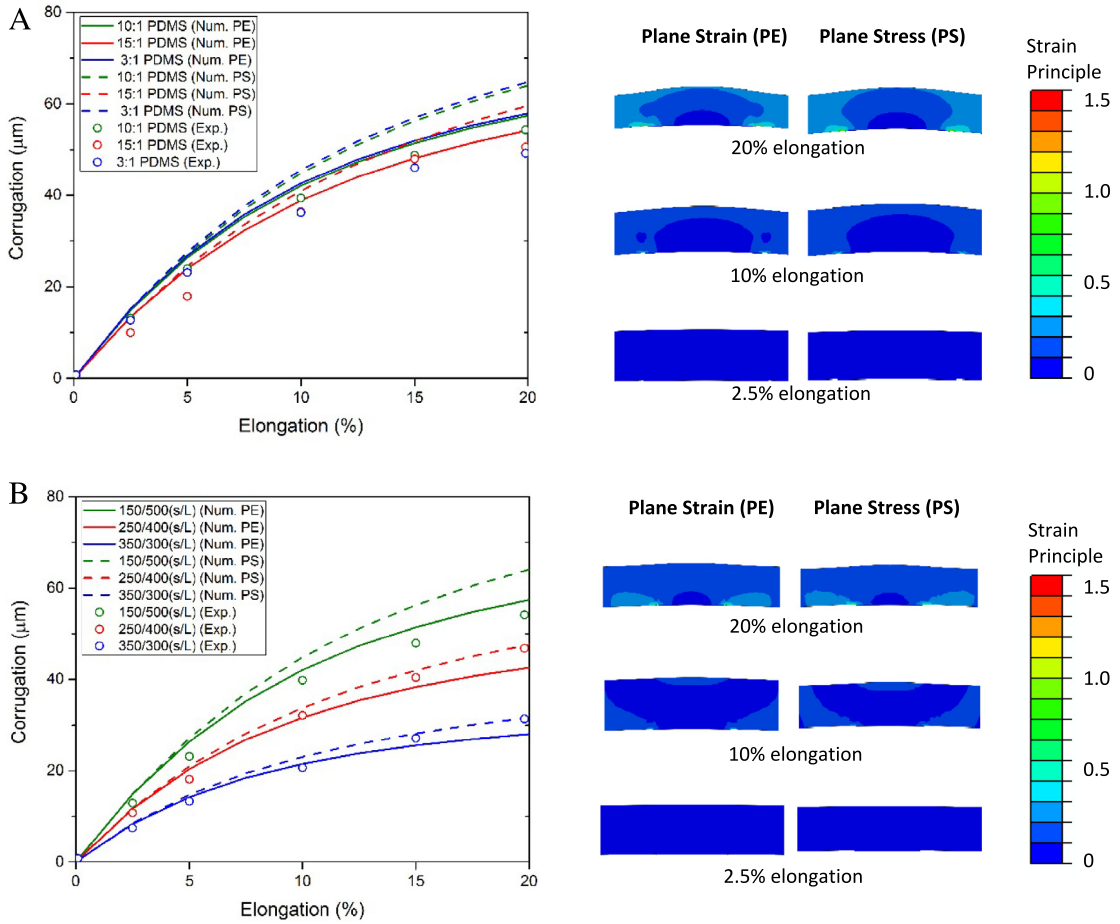 A
10:1 PDMS (Num. PE)
15:1 PDMS (Num. PE)
3:1 PDMS (Num. PE)
10:1 PDMS (Num. PS)
15:1 PDMS (Num. PS)
3:1 PDMS (Num. PS)
10:1 PDMS (Exp.)
15:1 PDMS (Exp.)
3:1 PDMS (Exp.)
80
60
40
20
0
Corrugation (μm)
0 5 10 15 20
Elongation (%)
Plane Strain (PE) Plane Stress (PS)
20% elongation
10% elongation
2.5% elongation
Strain
Principle
1.5
1.0
0.5
0
B
150/500(s/L) (Num. PE)
250/400(s/L) (Num. PE)
350/300(s/L) (Num. PE)
150/500(s/L) (Num. PS)
250/400(s/L) (Num. PS)
350/300(s/L) (Num. PS)
150/500(s/L) (Exp.)
250/400(s/L) (Exp.)
350/300(s/L) (Exp.)
80
60
40
20
0
Corrugation (μm)
0 5 10 15 20
Elongation (%)
Plane Strain (PE) Plane Stress (PS)
20% elongation
10% elongation
2.5% elongation
Strain
Principle
1.5
1.0
0.5
0